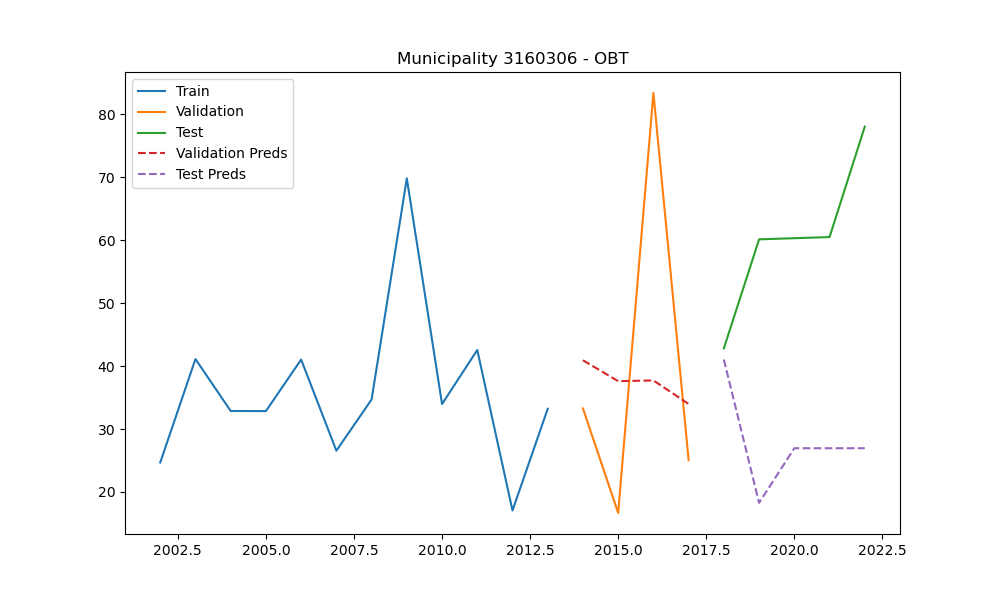 Municipality 3160306 - OBT
Train
Validation
Test
Validation Preds
Test Preds
80
70
60
50
40
30
20
2002.5 2005.0 2007.5 2010.0 2012.5 2015.0 2017.5 2020.0 2022.5